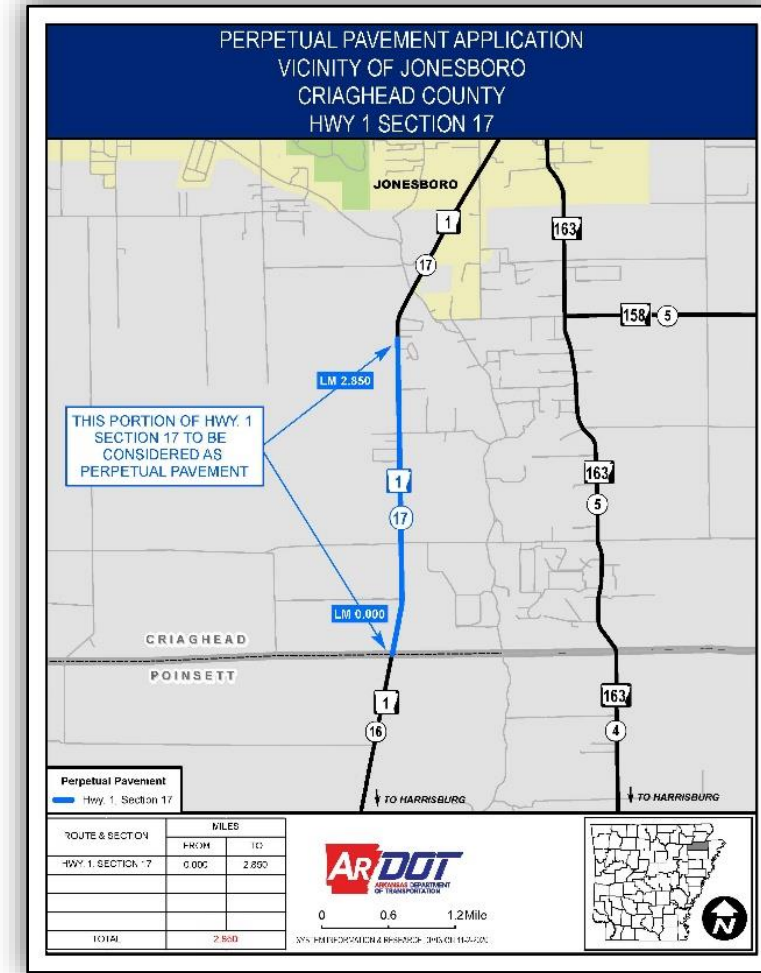 PERPETUAL PAVEMENT APPLICATION
VICINITY OF JONESBORO
CRIAGHEAD COUNTY
HWY 1 SECTION 17
JONESBORO
1
163
17
158
5
LM 2.850
THIS PORTION OF HWY. 1
SECTION 17 TO BE
CONSIDERED AS
PERPETUAL PAVEMENT
1
163
17
5
LM 0.000
CRIAGHEAD
POINSETT
1
163
16
4
Perpetual Pavement
Hwy. 1, Section 17
TO HARRISBURG
TO HARRISBURG
ROUTE & SECTION
MILES
FROM
TO
HWY. 1, SECTION 17
0.000
2.850
TOTAL
2.850
ARDOT
ARKANSAS DEPARTMENT
OF TRANSPORTATION
0 0.6 1.2 Mile
SYSTEM INFORMATION & RESEARCH DIVISION
N